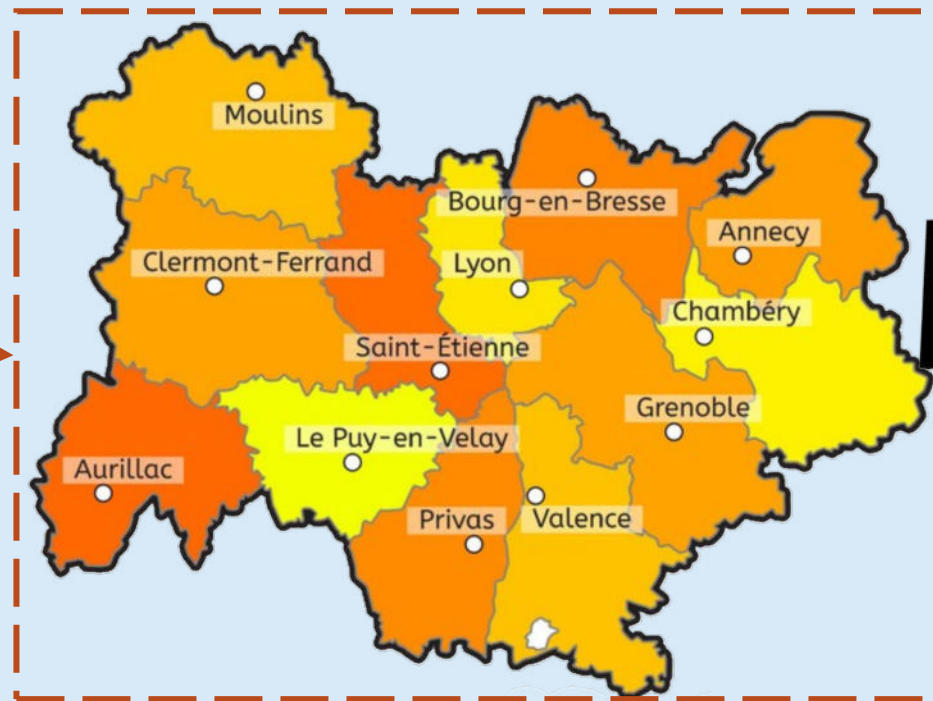 Moulins
Bourg-en-Bresse
Annecy
Clermont-Ferrand
Lyon
Chambéry
Saint-Étienne
Grenoble
Le Puy-en-Velay
Aurillac
Privas
Valence